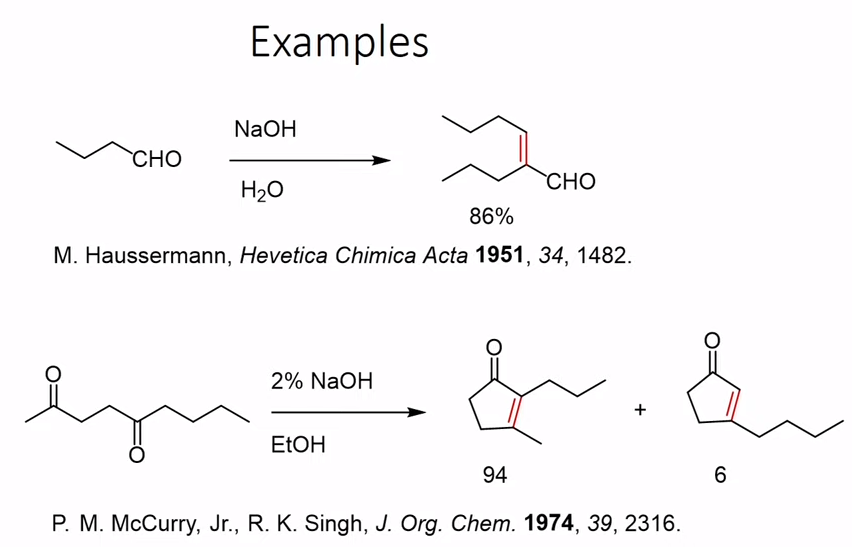 Examples
NaOH
CHO
H₂O
CHO
86%
M. Haussermann, Hevetica Chimica Acta 1951, 34, 1482.
O
O
2% NaOH
EtOH
O
+
O
94
6
P. M. McCurry, Jr., R. K. Singh, J. Org. Chem. 1974, 39, 2316.